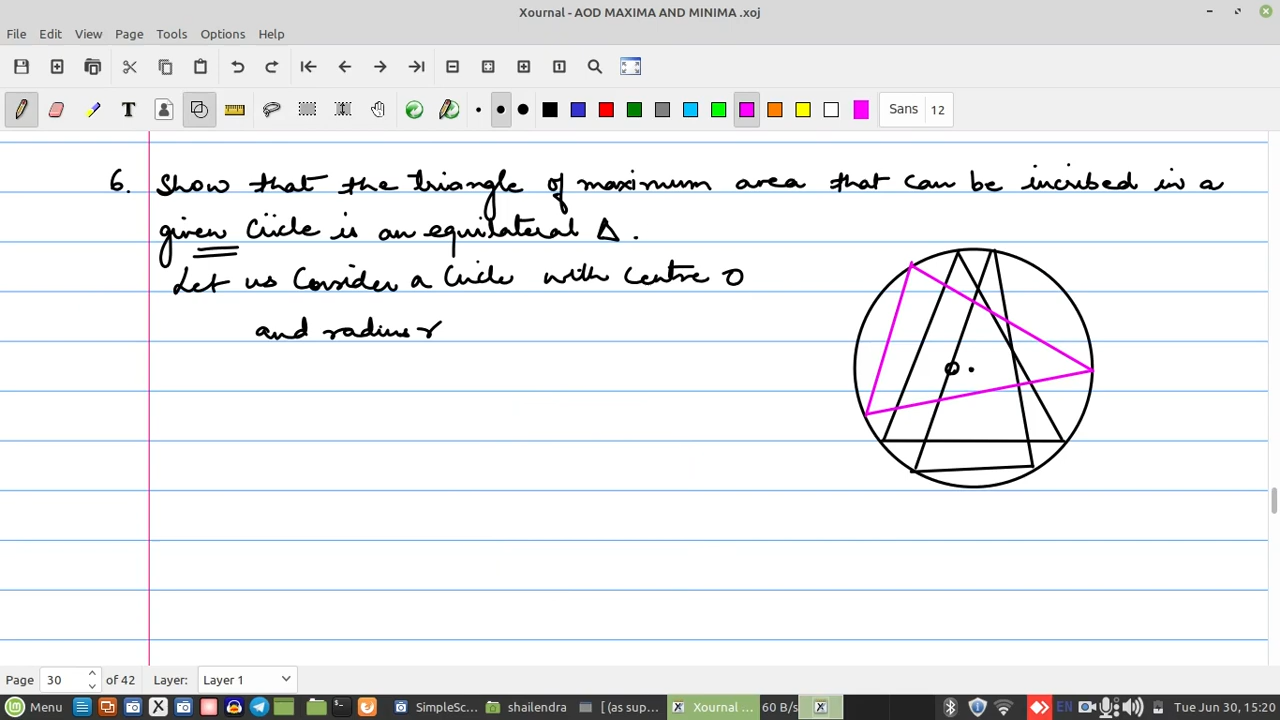 Xournal - AOD MAXIMA AND MINIMA .xoj
File Edit View Page Tools Options Help
Sans 12
6. Show that the triangle of maximum area that can be incribed in a
given Circle is an equilateral Δ.
Let us Consider a Circle with Centre O
and radius r
O
Page 30 of 42 Layer: Layer 1
Menu SimpleSc... shailendra [(as sup... Xournal ... 60 B/s EN Tue Jun 30, 15:20